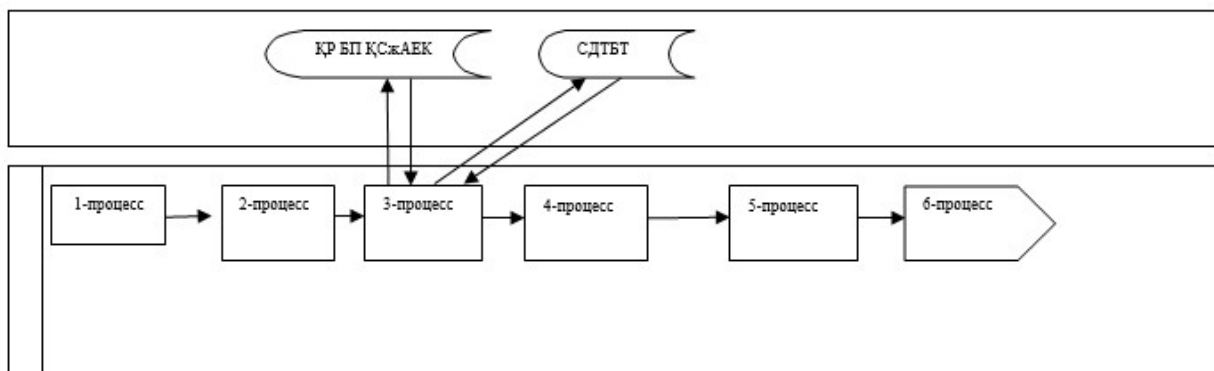 ҚР БП ҚСжАЕК
СДТБТ
1-процесс
2-процесс
3-процесс
4-процесс
5-процесс
6-процесс